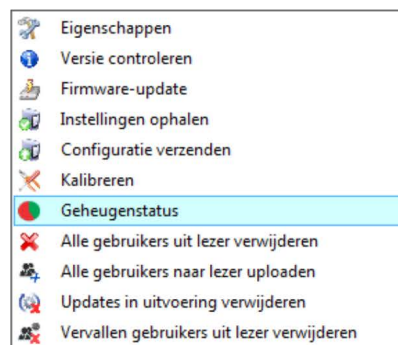 Eigenschappen
Versie controleren
Firmware-update
Instellingen ophalen
Configuratie verzenden
Kalibreren
Geheugenstatus
Alle gebruikers uit lezer verwijderen
Alle gebruikers naar lezer uploaden
Updates in uitvoering verwijderen
Vervallen gebruikers uit lezer verwijderen